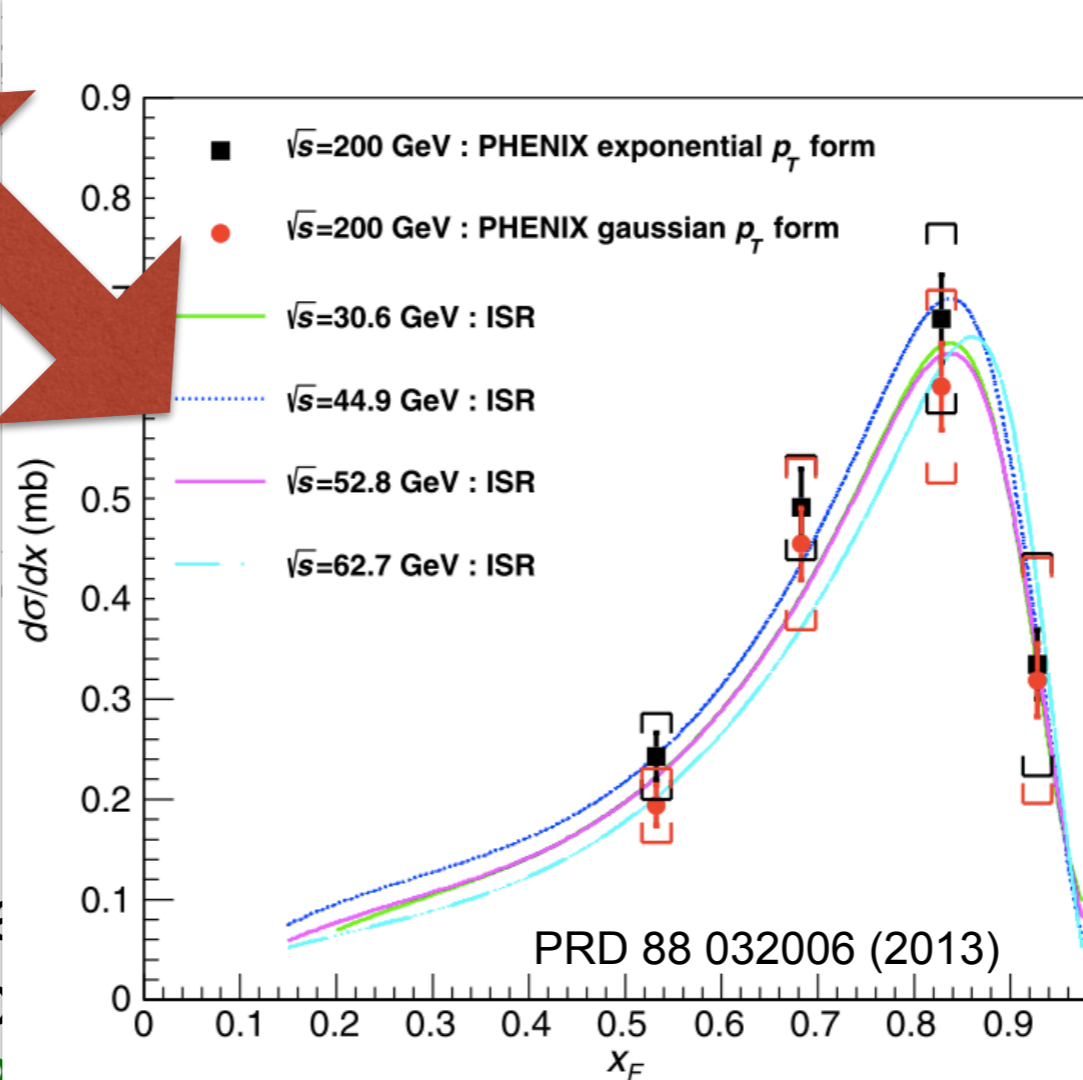 0.9
√s=200 GeV : PHENIX exponential pT form
0.8
√s=200 GeV : PHENIX gaussian pT form
√s=30.6 GeV : ISR
√s=44.9 GeV : ISR
0.5
√s=52.8 GeV : ISR
√s=62.7 GeV : ISR
0.4
dσ/dx (mb)
0.3
0.2
0.1
PRD 88 032006 (2013)
0
0 0.1 0.2 0.3 0.4 0.5 0.6 0.7 0.8 0.9
xF